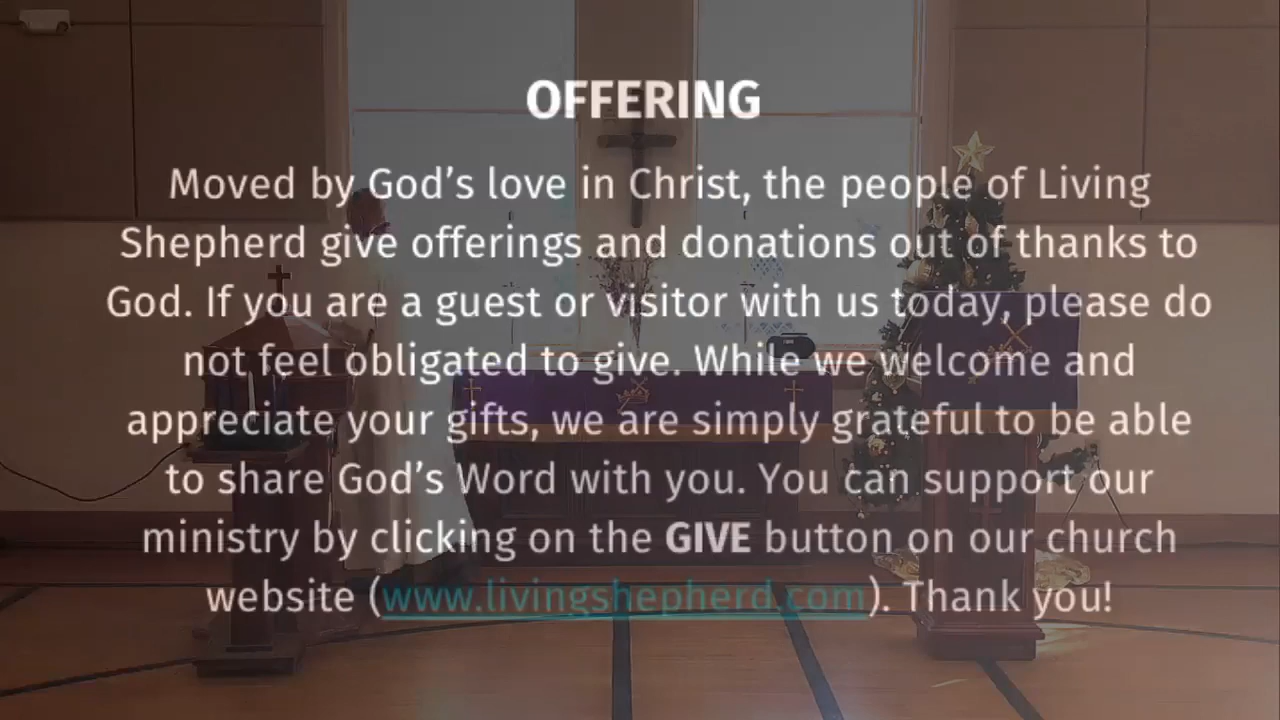 OFFERING
Moved by God’s love in Christ, the people of Living
Shepherd give offerings and donations out of thanks to
God. If you are a guest or visitor with us today, please do
not feel obligated to give. While we welcome and
appreciate your gifts, we are simply grateful to be able
to share God’s Word with you. You can support our
ministry by clicking on the GIVE button on our church
website (www.livingshepherd.com). Thank you!